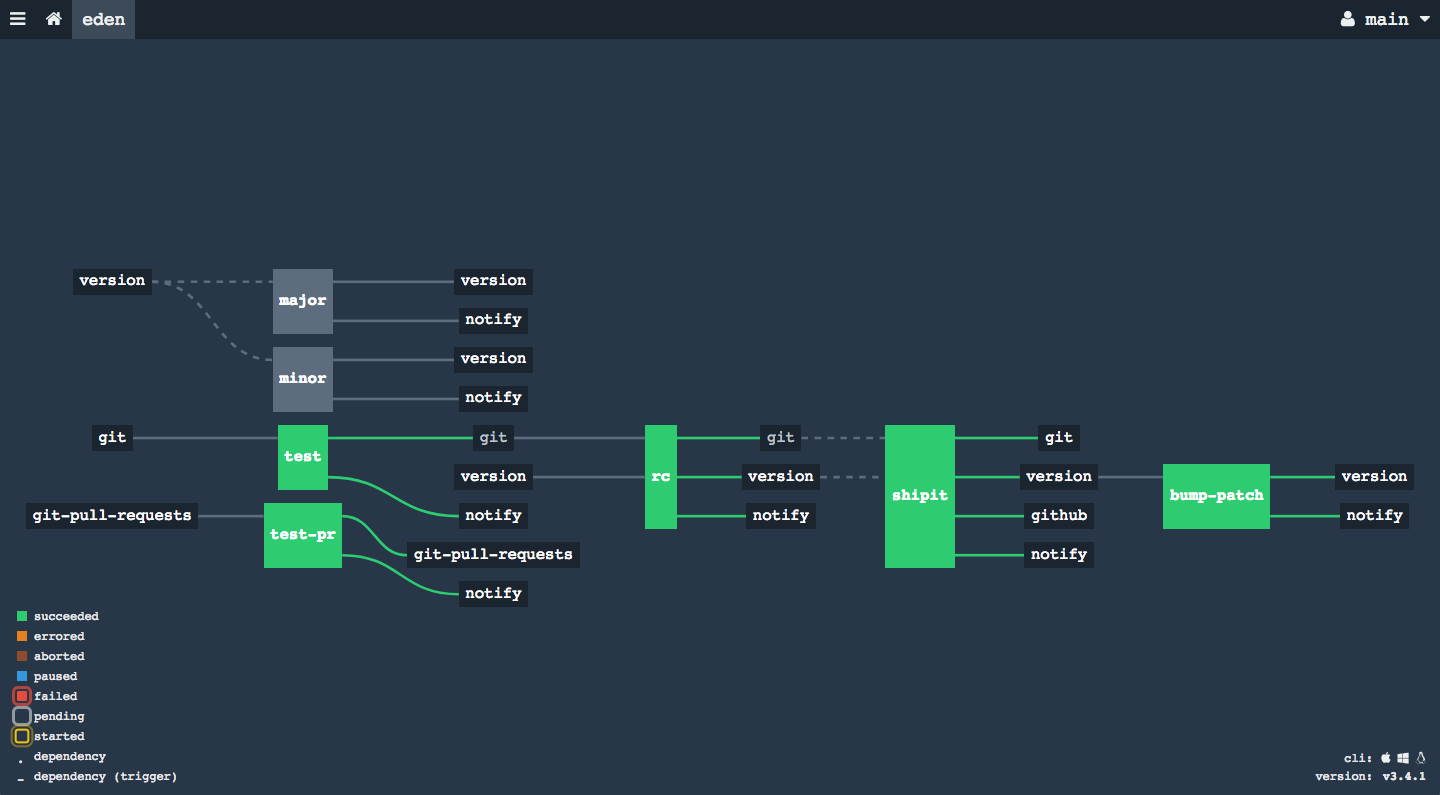 eden
main
version
major
version
notify
minor
version
notify
git
test
git
rc
git
shipit
git
version
version
version
bump-patch
version
git-pull-requests
test-pr
notify
notify
github
notify
git-pull-requests
notify
notify
succeeded
errored
aborted
paused
failed
pending
started
. dependency
– dependency (trigger)
cli:
version: v3.4.1